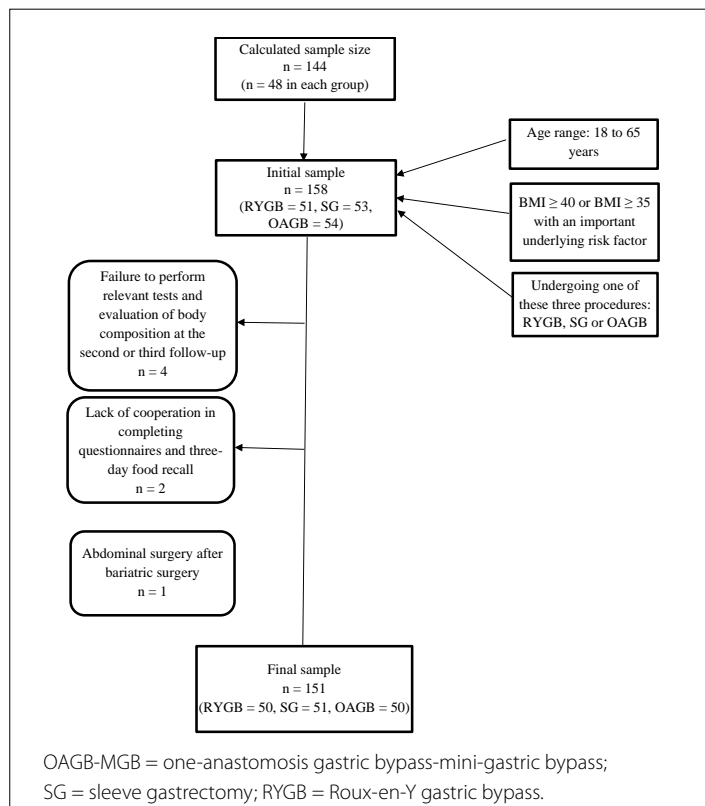 Calculated sample size
n = 144
(n = 48 in each group)
Age range: 18 to 65
years
Initial sample
n = 158
(RYGB = 51, SG = 53,
OAGB = 54)
BMI ≥ 40 or BMI ≥ 35
with an important
underlying risk factor
Undergoing one of
these three procedures:
RYGB, SG or OAGB
Failure to perform
relevant tests and
evaluation of body
composition at the
second or third follow-up
n = 4
Lack of cooperation in
completing
questionnaires and three-
day food recall
n = 2
Abdominal surgery after
bariatric surgery
n = 1
Final sample
n = 151
(RYGB = 50, SG = 51, OAGB = 50)
OAGB-MGB = one-anastomosis gastric bypass-mini-gastric bypass;
SG = sleeve gastrectomy; RYGB = Roux-en-Y gastric bypass.